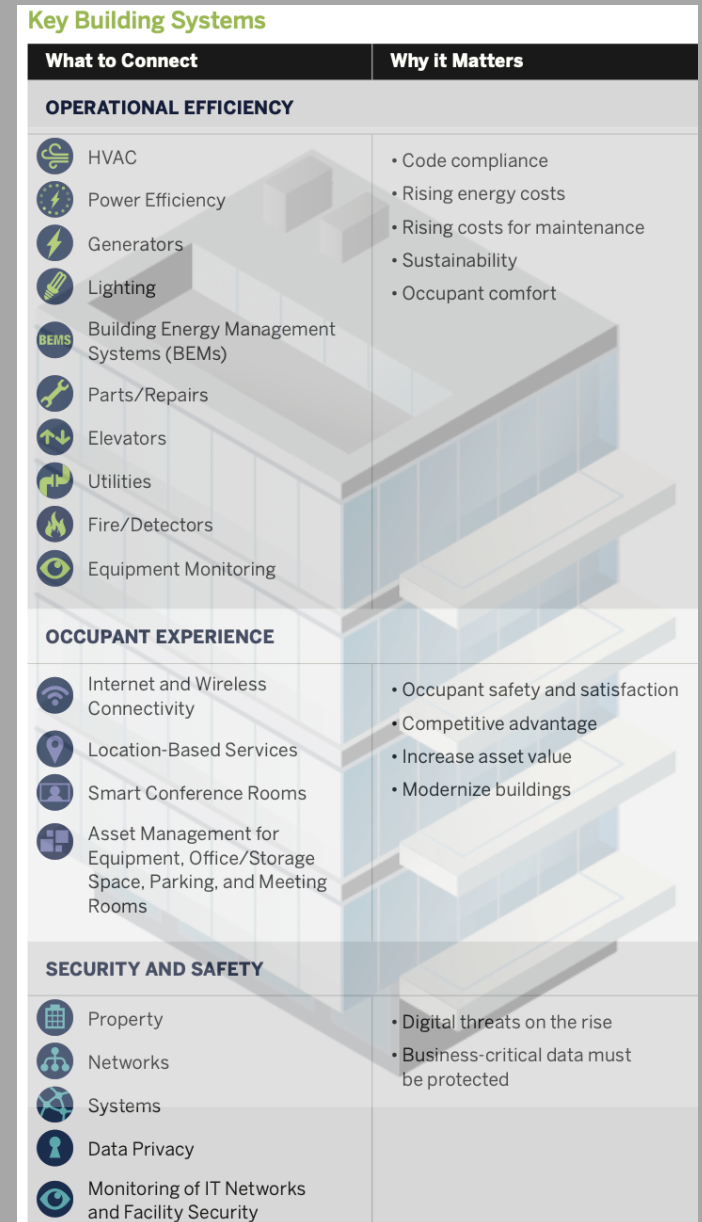 Key Building Systems
What to Connect
Why it Matters
OPERATIONAL EFFICIENCY
HVAC
Power Efficiency
Generators
Lighting
BEMS
Building Energy Management
Systems (BEMs)
Parts/Repairs
Elevators
Utilities
Fire/Detectors
Equipment Monitoring
• Code compliance
• Rising energy costs
• Rising costs for maintenance
• Sustainability
• Occupant comfort
OCCUPANT EXPERIENCE
Internet and Wireless
Connectivity
Location-Based Services
Smart Conference Rooms
Asset Management for
Equipment, Office/Storage
Space, Parking, and Meeting
Rooms
• Occupant safety and satisfaction
• Competitive advantage
• Increase asset value
• Modernize buildings
SECURITY AND SAFETY
Property
Networks
Systems
Data Privacy
Monitoring of IT Networks
and Facility Security
• Digital threats on the rise
• Business-critical data must
be protected